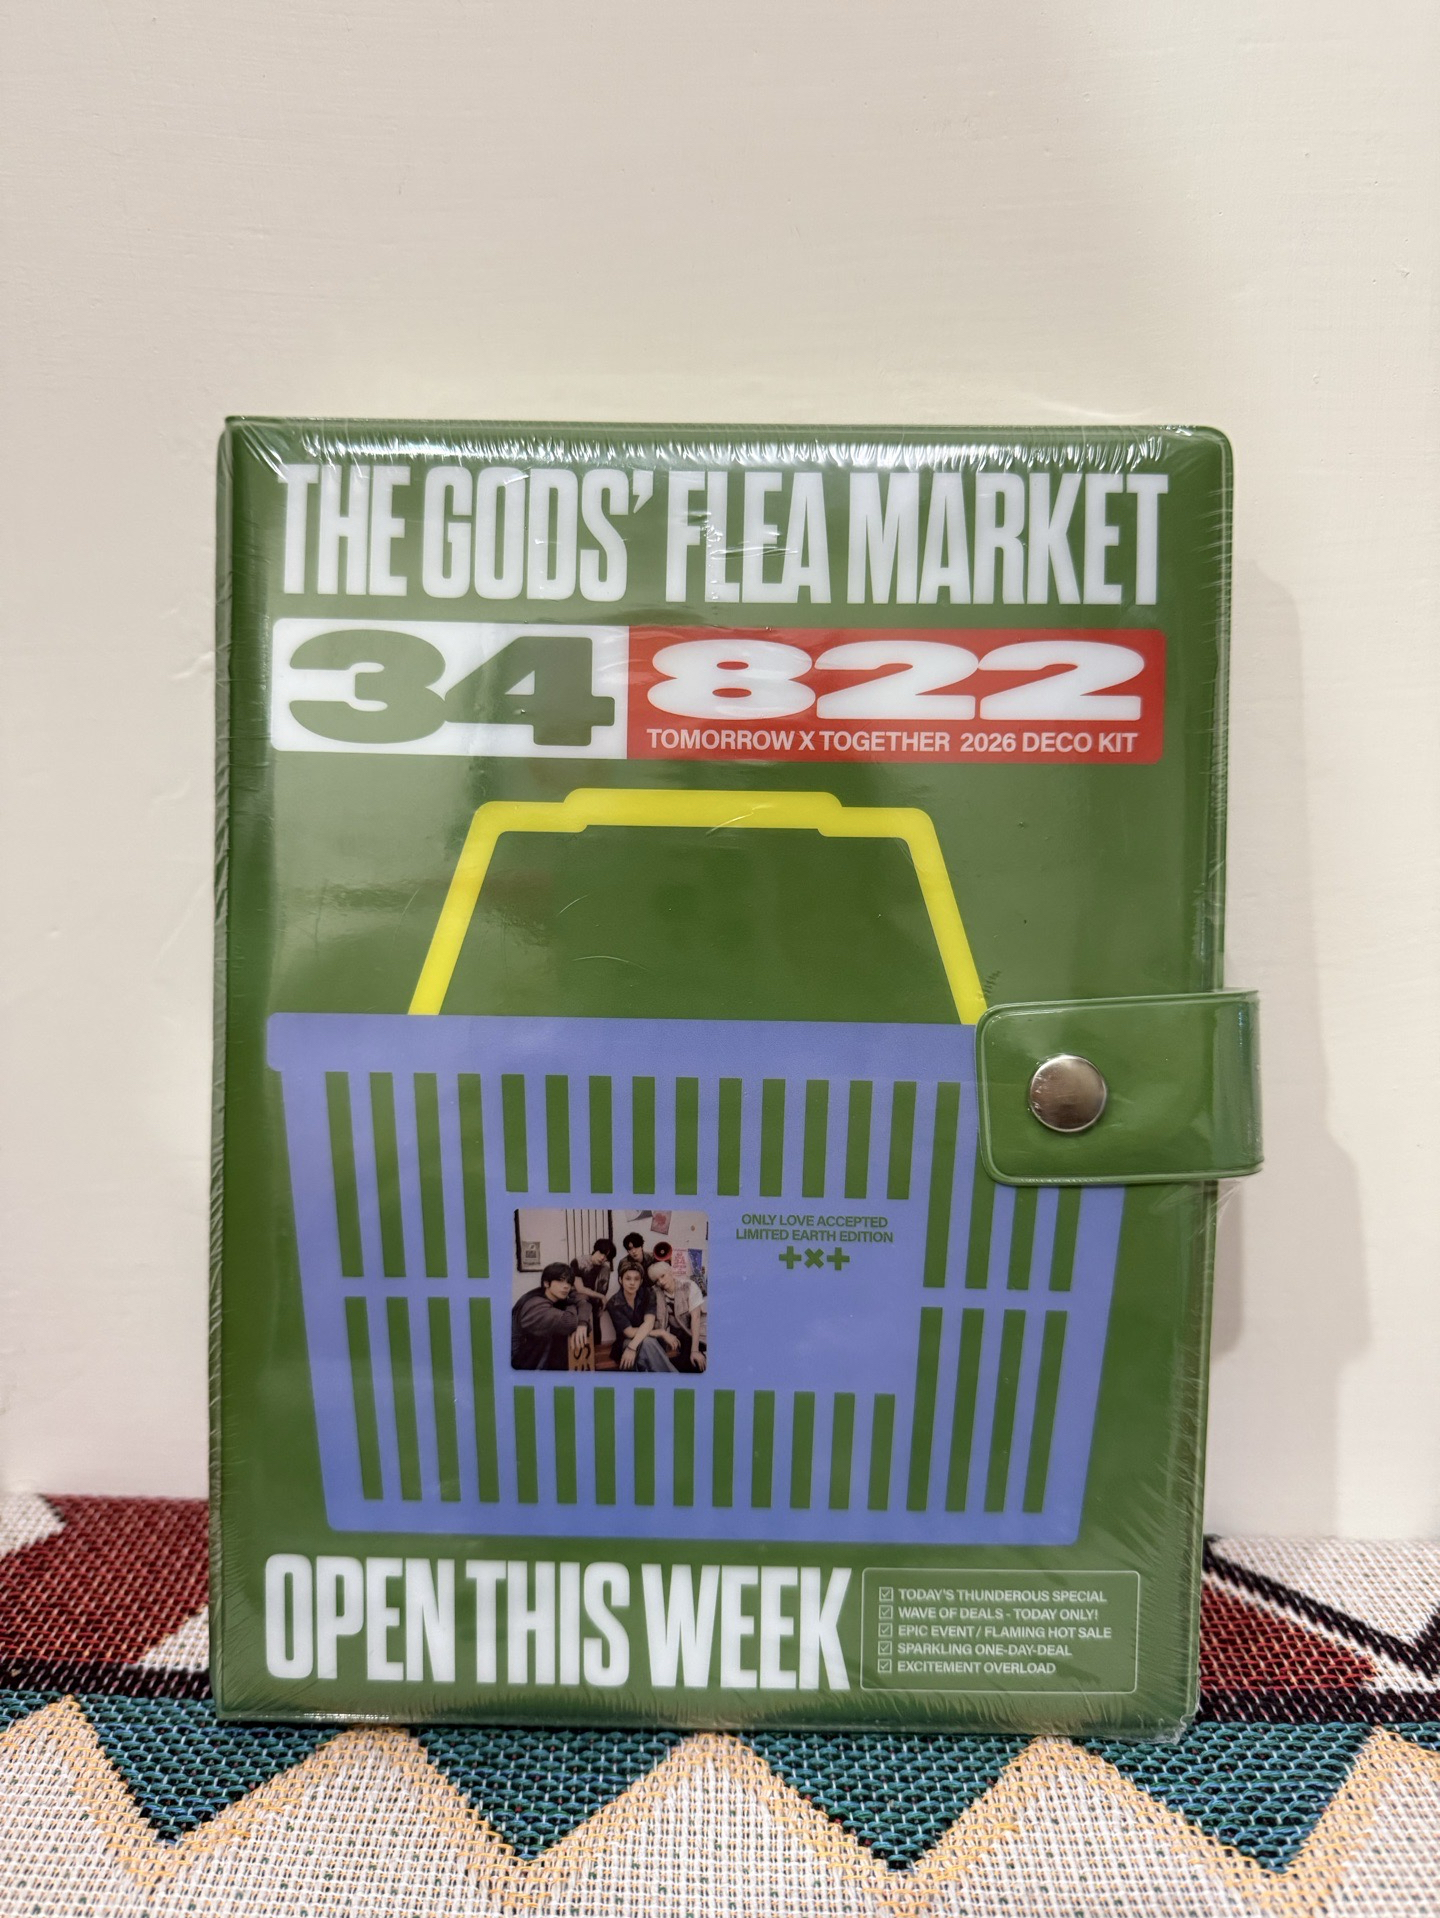 THE GODS' FLEA MARKET
34 822
TOMORROW X TOGETHER 2026 DECO KIT
ONLY LOVE ACCEPTED
LIMITED EARTH EDITION
+×+
OPEN THIS WEEK
☑ TODAY'S THUNDEROUS SPECIAL
☑ WAVE OF DEALS - TODAY ONLY!
☑ EPIC EVENT / FLAMING HOT SALE
☑ SPARKLING ONE-DAY-DEAL
☑ EXCITEMENT OVERLOAD